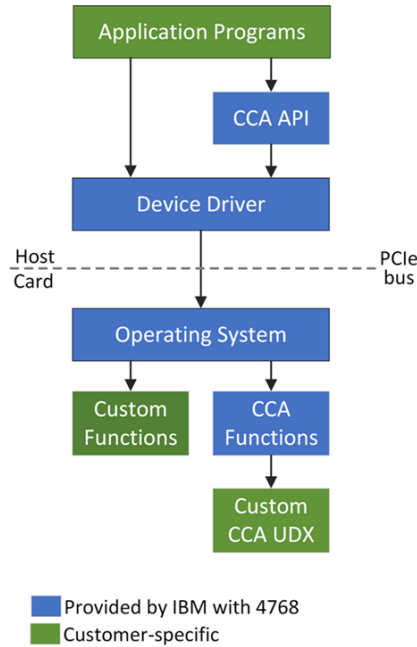 Application Programs
CCA API
Device Driver
Host
Card
PCIe
bus
Operating System
Custom
Functions
CCA
Functions
Custom
CCA UDX
Provided by IBM with 4768
Customer-specific